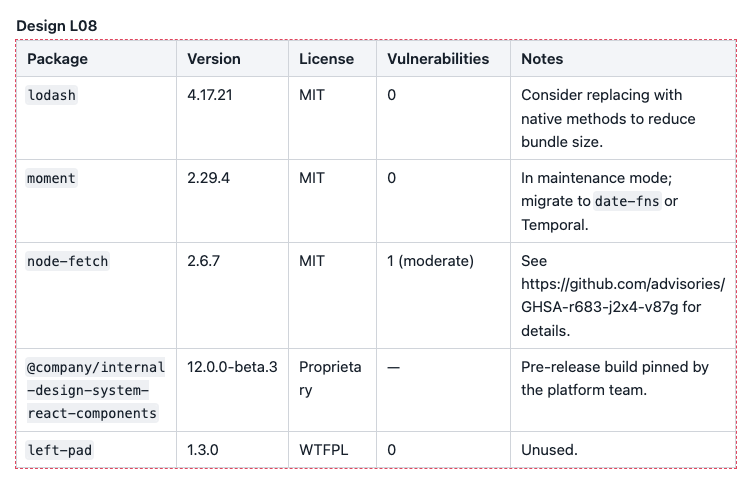 Design L08
Package Version License Vulnerabilities Notes
lodash 4.17.21 MIT 0 Consider replacing with
native methods to reduce
bundle size.
moment 2.29.4 MIT 0 In maintenance mode;
migrate to date-fns or
Temporal.
node-fetch 2.6.7 MIT 1 (moderate) See
https://github.com/advisories/
GHSA-r683-j2x4-v87g for
details.
@company/internal 12.0.0-beta.3 Proprieta — Pre-release build pinned by
-design-system- ry the platform team.
react-components
left-pad 1.3.0 WTFPL 0 Unused.